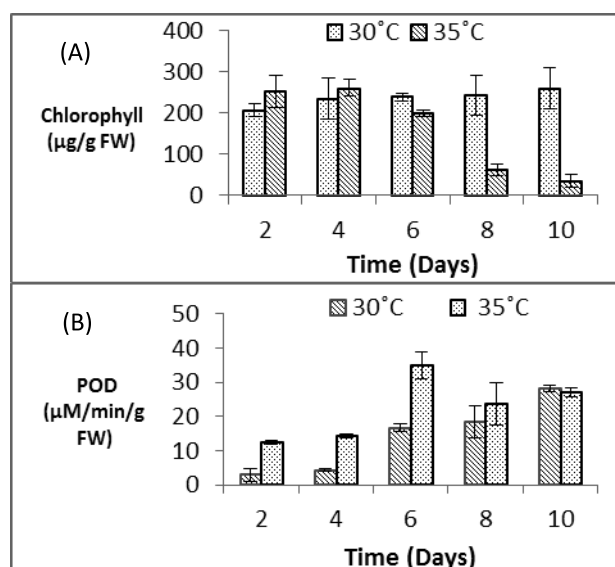 (A)
30˚C 35˚C
400
300
200
100
0
Chlorophyll
(µg/g FW)
2 4 6 8 10
Time (Days)
(B)
30˚C 35˚C
50
40
30
20
10
0
POD
(µM/min/g
FW)
2 4 6 8 10
Time (Days)